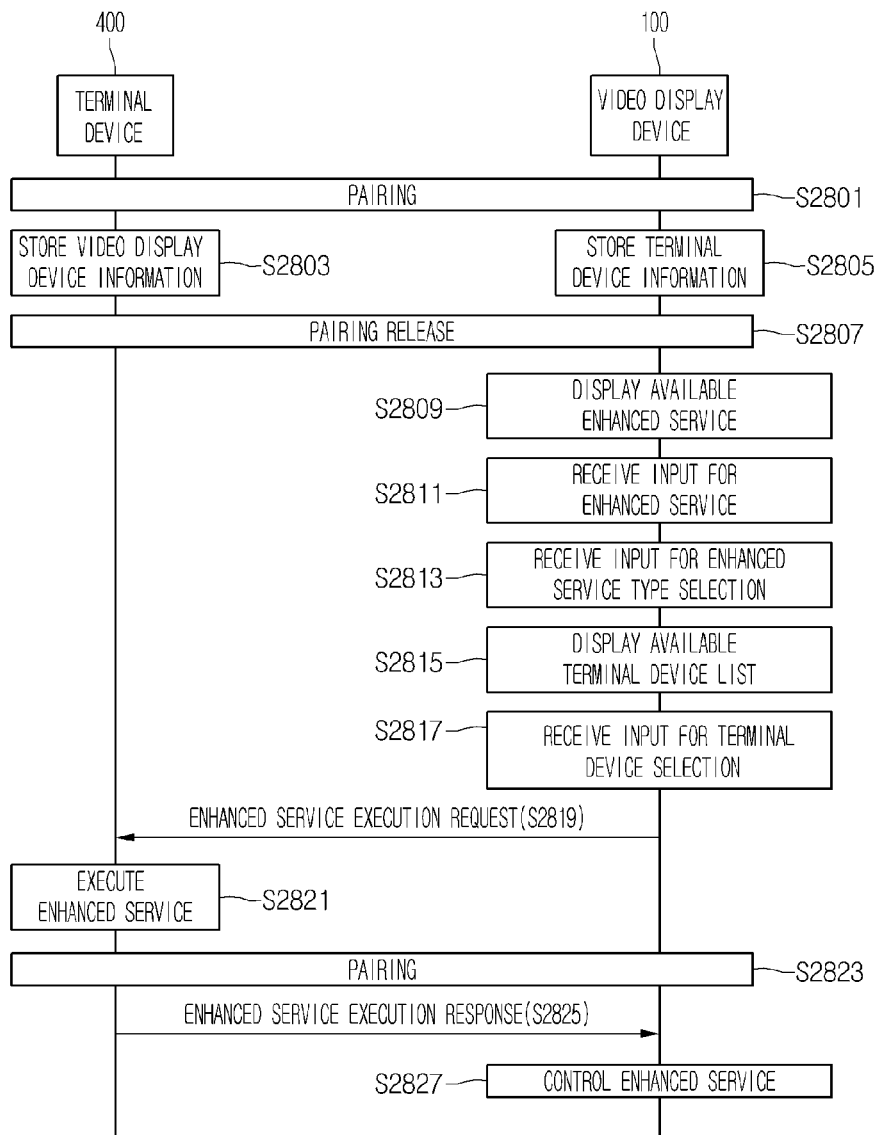 400
100
TERMINAL
DEVICE
VIDEO DISPLAY
DEVICE
PAIRING
S2801
STORE VIDEO DISPLAY
DEVICE INFORMATION
S2803
STORE TERMINAL
DEVICE INFORMATION
S2805
PAIRING RELEASE
S2807
S2809
DISPLAY AVAILABLE
ENHANCED SERVICE
S2811
RECEIVE INPUT FOR
ENHANCED SERVICE
S2813
RECEIVE INPUT FOR ENHANCED
SERVICE TYPE SELECTION
S2815
DISPLAY AVAILABLE
TERMINAL DEVICE LIST
S2817
RECEIVE INPUT FOR TERMINAL
DEVICE SELECTION
ENHANCED SERVICE EXECUTION REQUEST(S2819)
EXECUTE
ENHANCED SERVICE
S2821
PAIRING
S2823
ENHANCED SERVICE EXECUTION RESPONSE(S2825)
S2827
CONTROL ENHANCED SERVICE